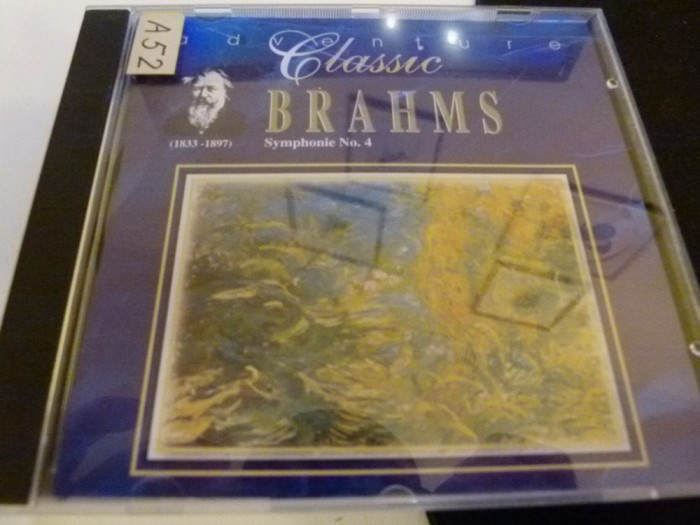 A52
adventure
Classic
BRAHMS
(1833-1897)
Symphonie No. 4